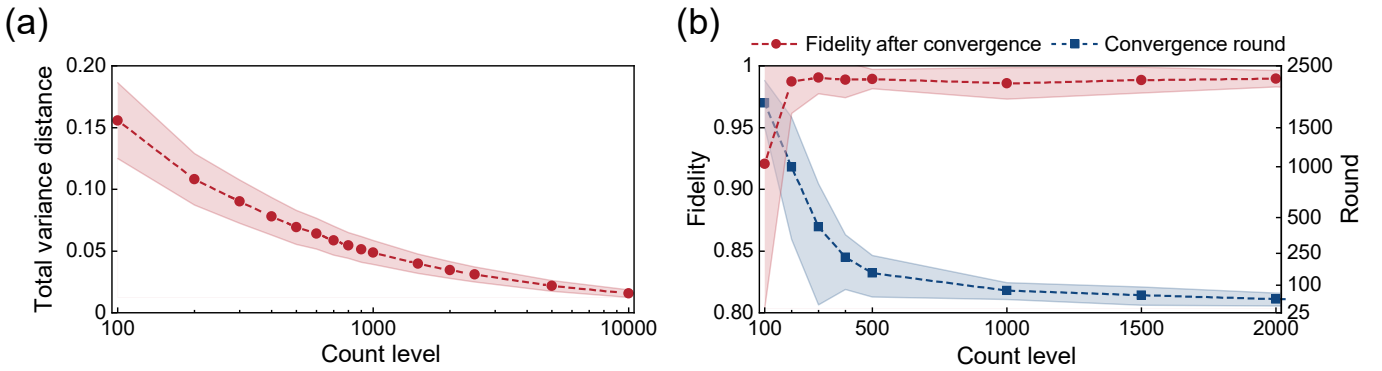 (a)
0.20
0.15
0.10
0.05
0
Total variance distance
100
1000
10000
Count level
(b)
Fidelity after convergence
Convergence round
1
0.95
0.90
0.85
0.80
Fidelity
2500
1500
1000
500
250
100
25
Round
100
500
1000
1500
2000
Count level